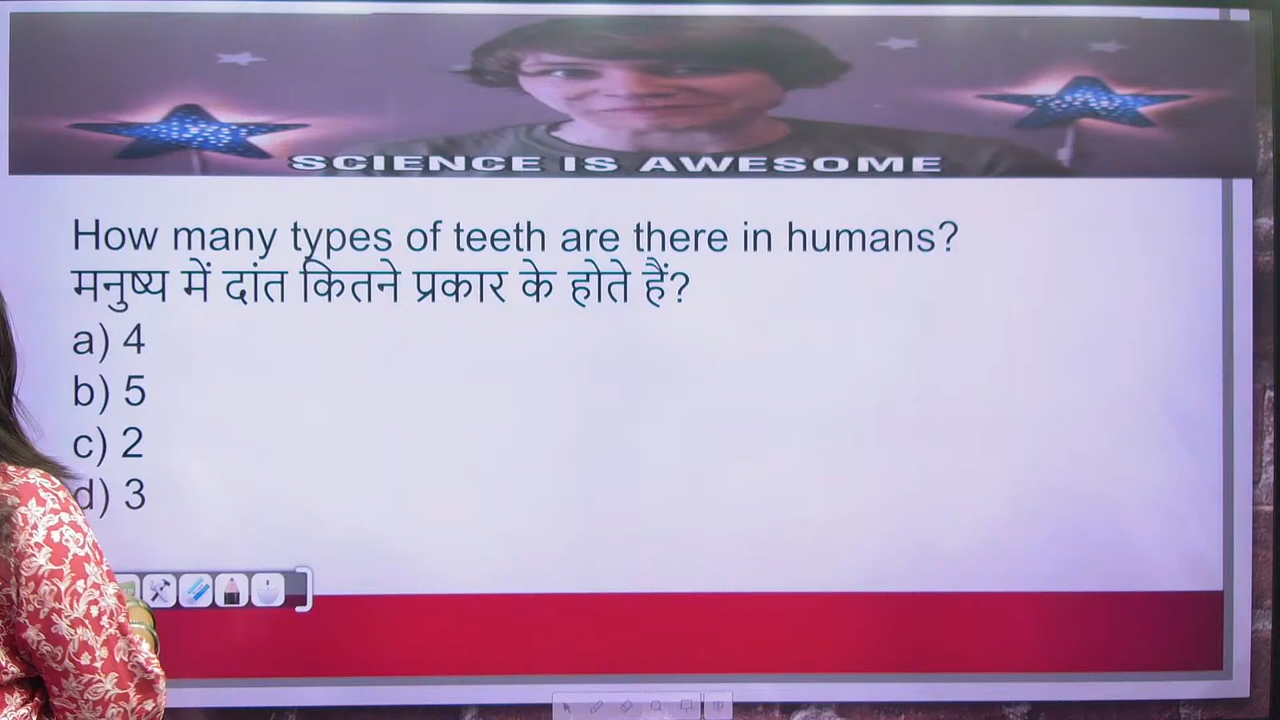 SCIENCE IS AWESOME
How many types of teeth are there in humans?
मनुष्य में दांत कितने प्रकार के होते हैं?
a) 4
b) 5
c) 2
d) 3